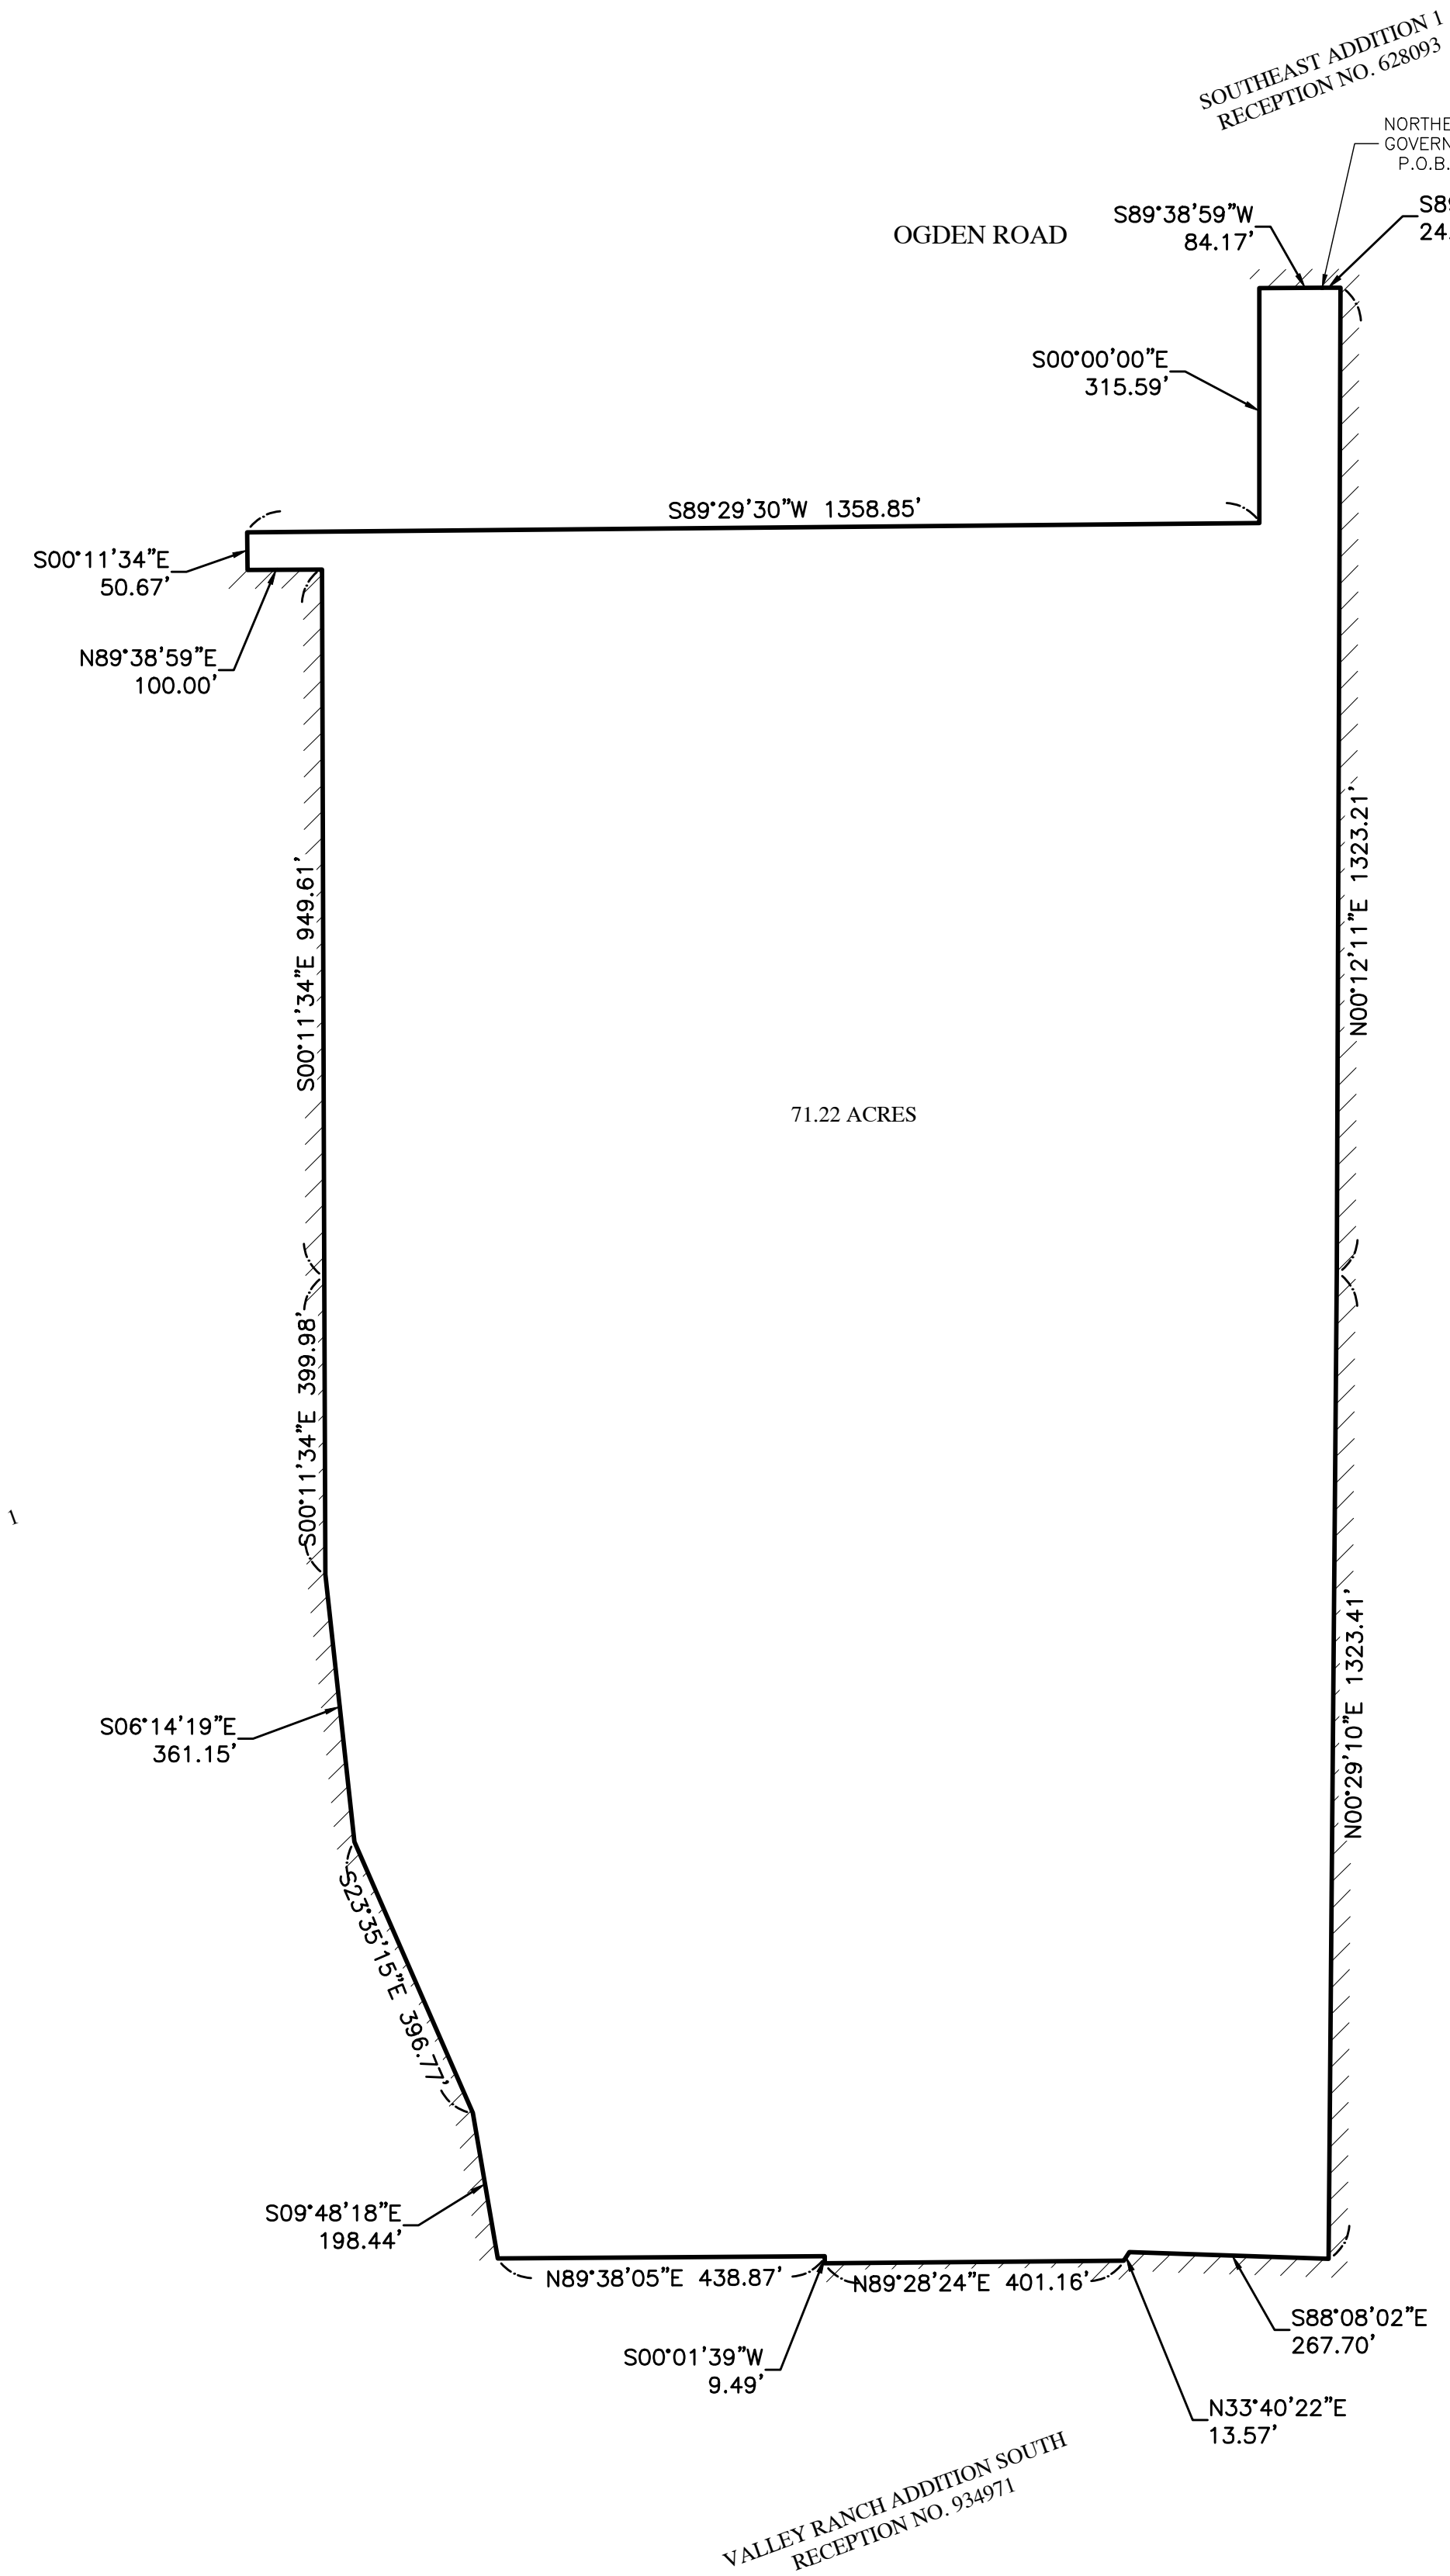 SOUTHEAST ADDITION 1
RECEPTION NO. 628093
P.O.B.
OGDEN ROAD
S89°38'59"W
84.17'
S00°00'00"E
315.59'
S89°29'30"W 1358.85'
S00°11'34"E
50.67'
N89°38'59"E
100.00'
S00°11'34"E 949.61'
N00°12'11"E 1323.21'
71.22 ACRES
S00°11'34"E 399.98'
1
N00°29'10"E 1323.41'
S06°14'19"E
361.15'
S23°35'15"E 396.77'
S09°48'18"E
198.44'
N89°38'05"E 438.87'
N89°28'24"E 401.16'
S00°01'39"W
9.49'
S88°08'02"E
267.70'
N33°40'22"E
13.57'
VALLEY RANCH ADDITION SOUTH
RECEPTION NO. 934971